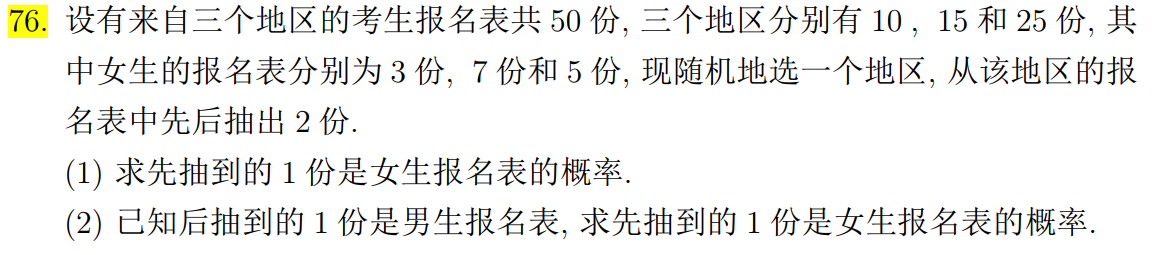 76. 设有来自三个地区的考生报名表共 50 份, 三个地区分别有 10 , 15 和 25 份, 其
中女生的报名表分别为 3 份, 7 份和 5 份, 现随机地选一个地区, 从该地区的报
名表中先后抽出 2 份.
(1) 求先抽到的 1 份是女生报名表的概率.
(2) 已知后抽到的 1 份是男生报名表, 求先抽到的 1 份是女生报名表的概率.